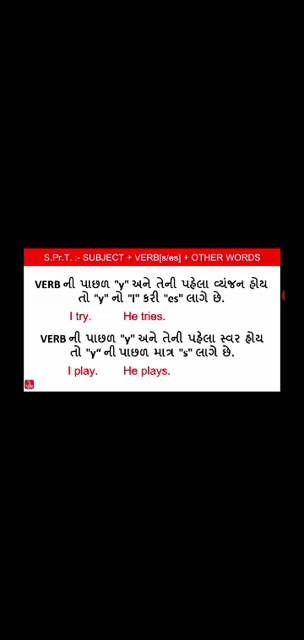 S.Pr.T. :- SUBJECT + VERB[s/es] + OTHER WORDS
VERB ની પાછળ "y" અને તેની પહેલા વ્યંજન હોય
તો "y" નો "I" કરી "es" લાગે છે.
I try. He tries.
VERB ની પાછળ "y" અને તેની પહેલા સ્વર હોય
તો "y“ ની પાછળ માત્ર "s" લાગે છે.
I play. He plays.